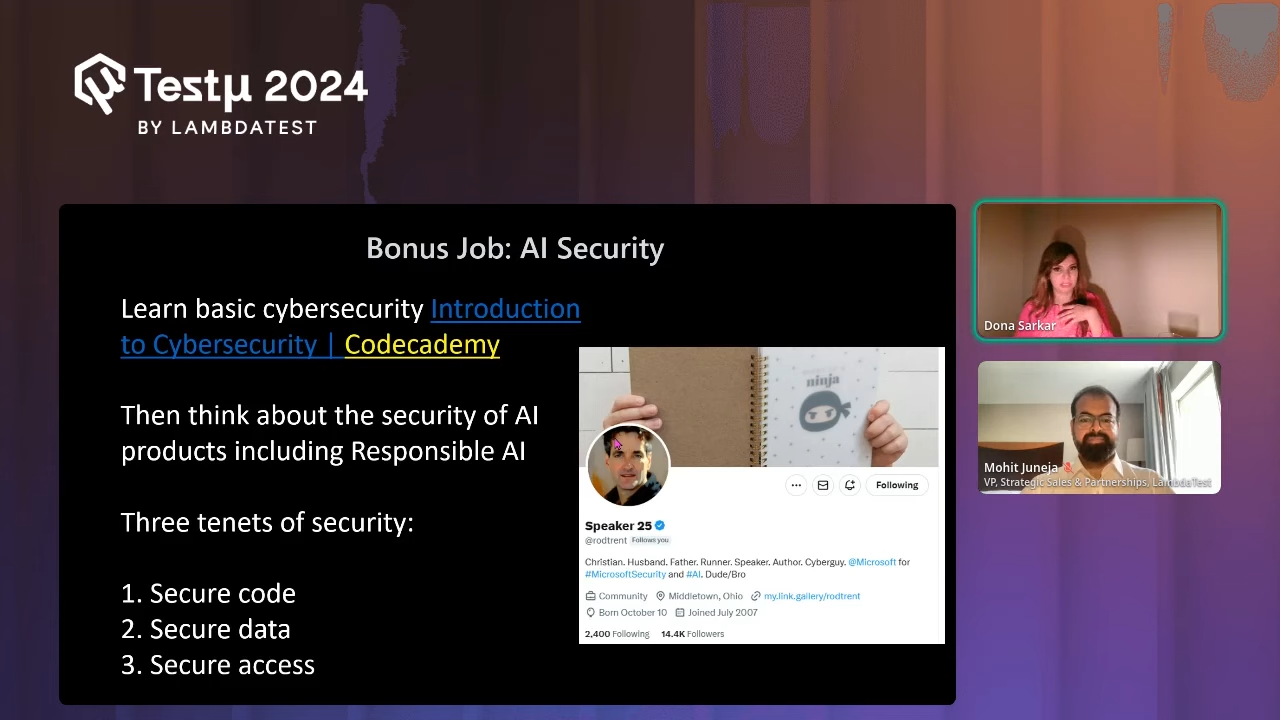 Testμ 2024
BY LAMBDATEST
Bonus Job: AI Security
Learn basic cybersecurity Introduction
to Cybersecurity | Codecademy
Then think about the security of AI
products including Responsible AI
Three tenets of security:
1. Secure code
2. Secure data
3. Secure access
ninja
Following
Speaker 25
@rodtrent Follows you
Christian. Husband. Father. Runner. Speaker. Author. Cyberguy. @Microsoft for
#MicrosoftSecurity and #AI. Dude/Bro
Community Middletown, Ohio my.link.gallery/rodtrent
Born October 10 Joined July 2007
2,400 Following 14.4K Followers
Dona Sarkar
Mohit Juneja
VP, Strategic Sales & Partnerships, LambdaTest